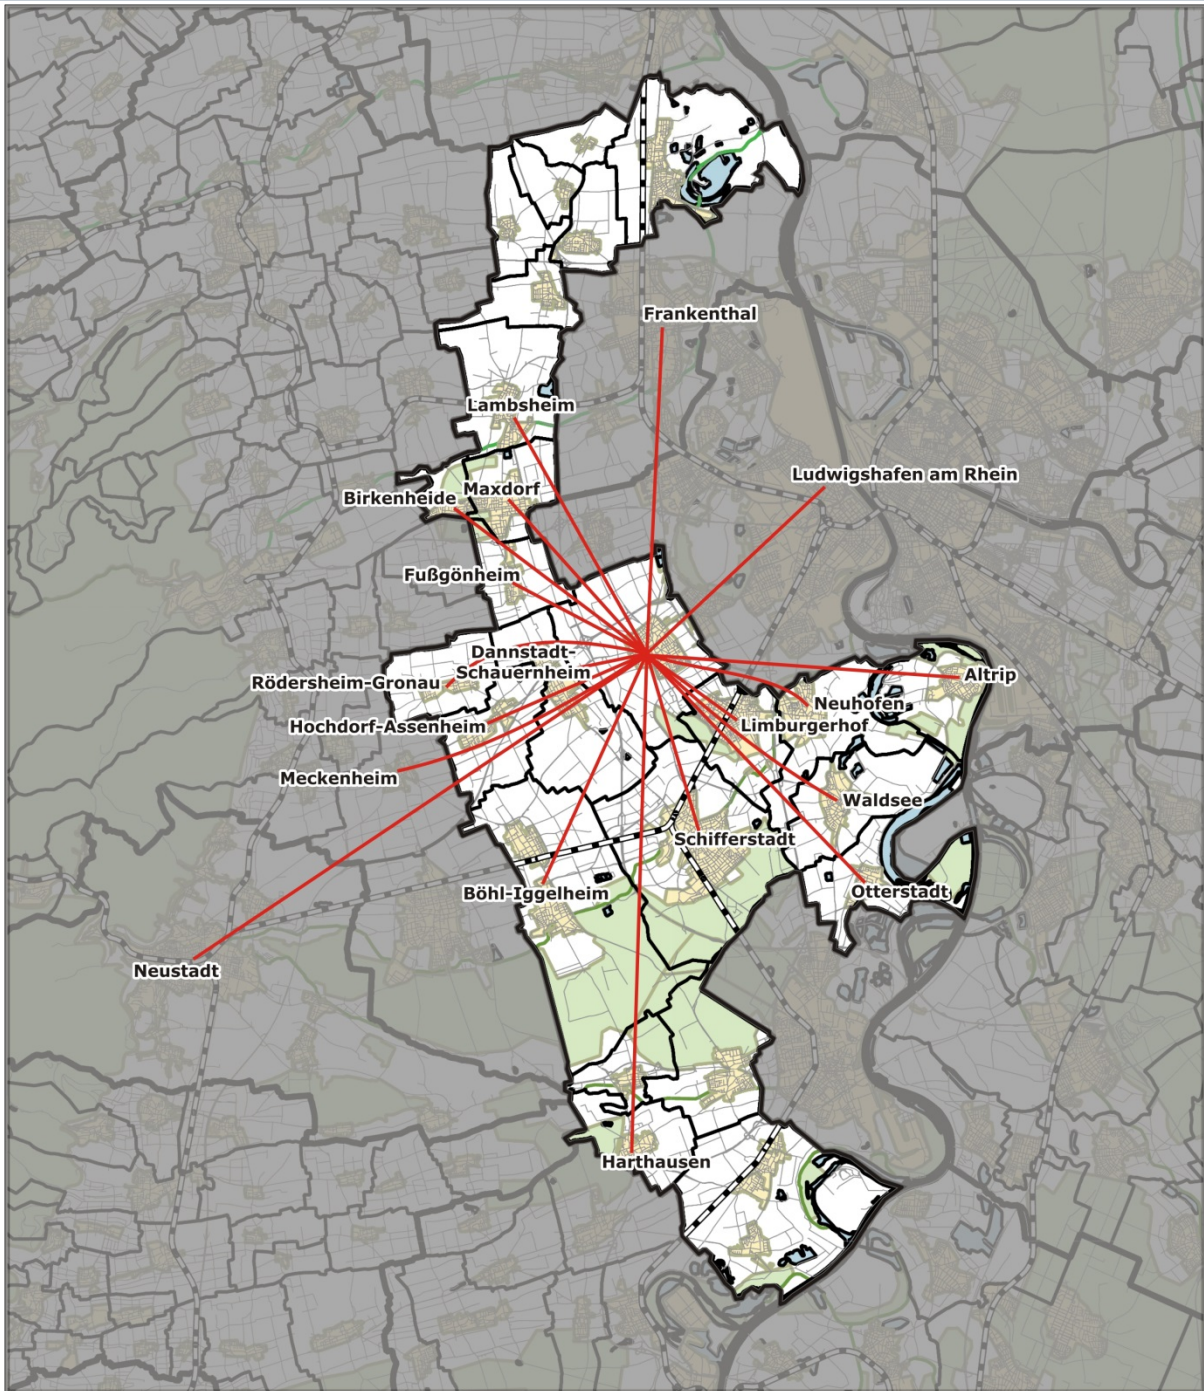 Frankenthal
Lambsheim
Ludwigshafen am Rhein
Maxdorf
Birkenheide
Fußgönheim
Dannstadt-
Schauernheim
Altrip
Rödersheim-Gronau
Neuhofen
Limburgerhof
Hochdorf-Assenheim
Meckenheim
Waldsee
Schifferstadt
Otterstadt
Böhl-Iggelheim
Neustadt
Harthausen